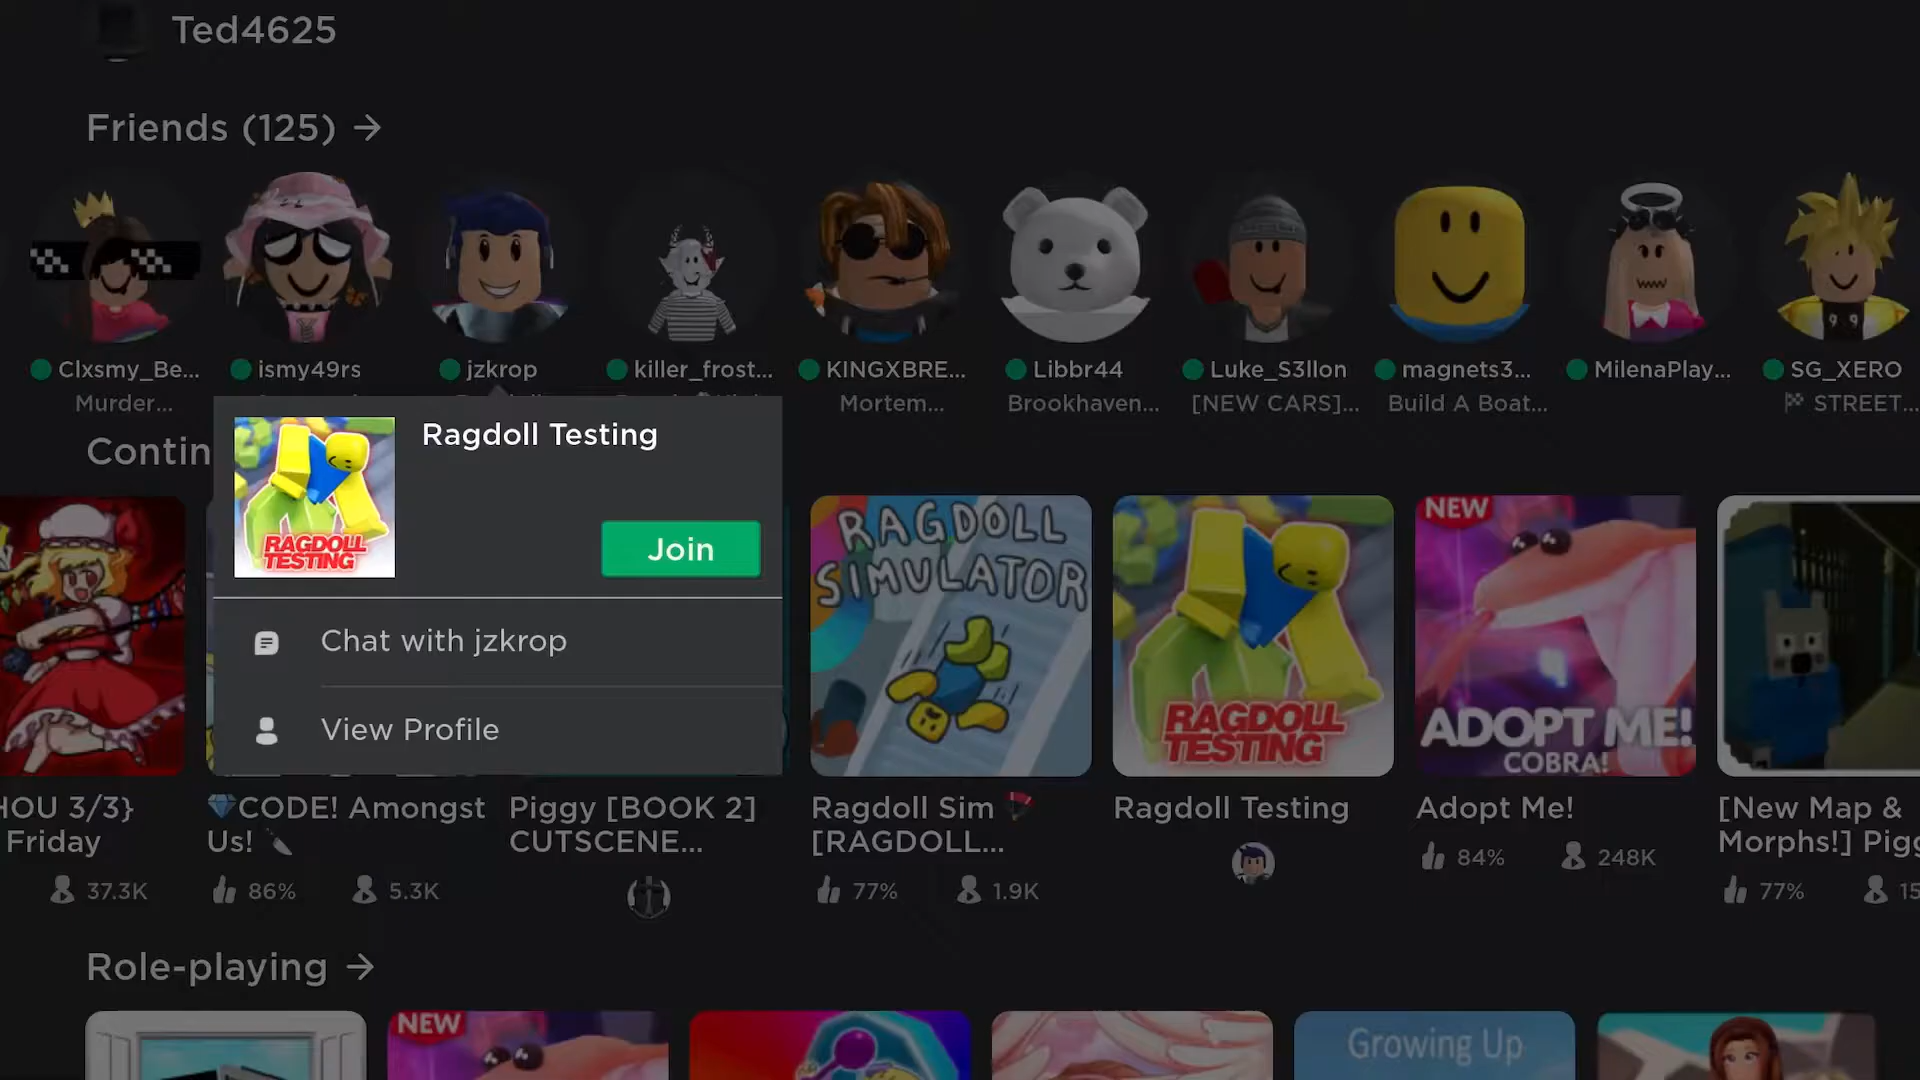 Ted4625
Friends (125) →
Clxsmy_Be...
ismy49rs
jzkrop
killer_frost...
KINGXBRE...
Libbr44
Luke_S3llon
magnets3...
MilenaPlay...
SG_XERO
Murder...
Mortem...
Brookhaven...
[NEW CARS]...
Build A Boat...
STREET...
Contin
Ragdoll Testing
RAGDOLL
TESTING
Join
Chat with jzkrop
View Profile
RAGDOLL
SIMULATOR
RAGDOLL
TESTING
NEW
ADOPT ME!
COBRA!
HOU 3/3}
Friday
37.3K
💎CODE! Amongst
Us! 🔪
86%
5.3K
Piggy [BOOK 2]
CUTSCENE...
Ragdoll Sim
[RAGDOLL...
77%
1.9K
Ragdoll Testing
Adopt Me!
84%
248K
[New Map &
Morphs!] Pigg
77%
15
Role-playing →
NEW
Growing Up